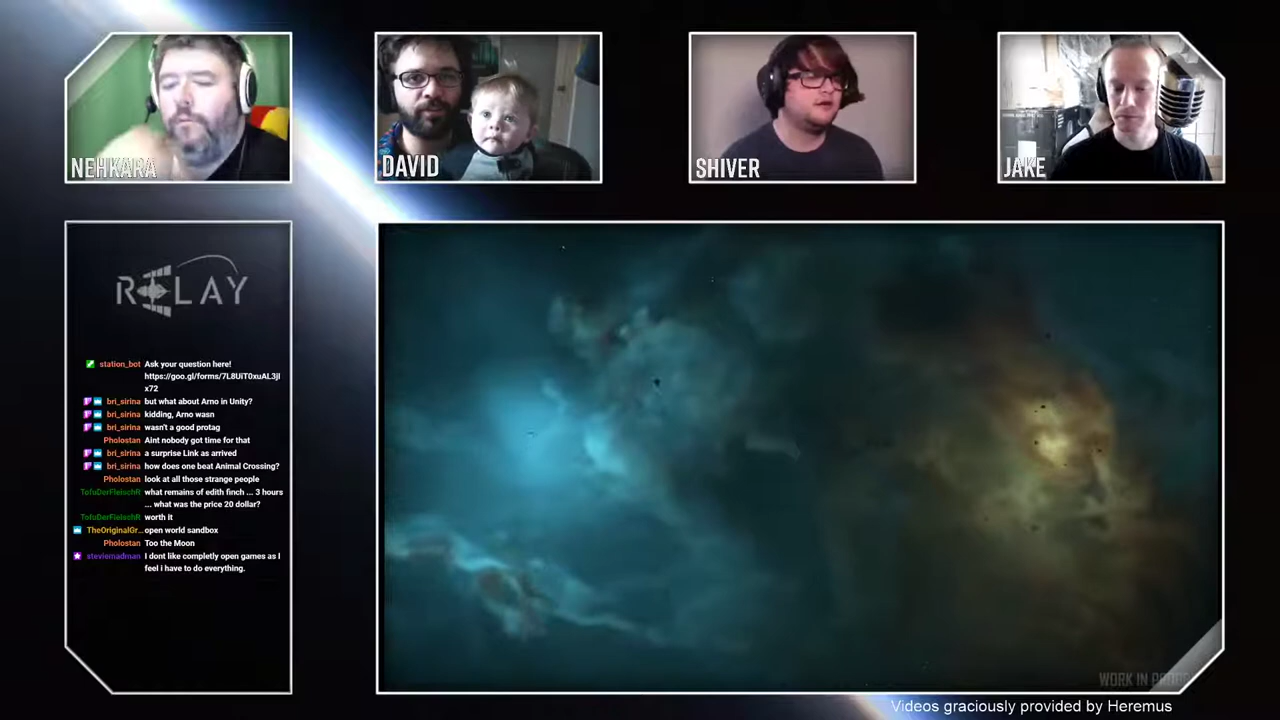 NEHKARA
DAVID
SHIVER
JAKE
RELAY
station_bot Ask your question here!
https://goo.gl/forms/7L8UiT0xuAL3jl
x72
bri_sirina but what about Arno in Unity?
bri_sirina kidding, Arno wasn
bri_sirina wasn't a good protag
Pholostan Aint nobody got time for that
bri_sirina a surprise Link as arrived
bri_sirina how does one beat Animal Crossing?
Pholostan look at all those strange people
TofuDerFleischR what remains of edith finch ... 3 hours
... what was the price 20 dollar?
TofuDerFleischR worth it
TheOriginalGr... open world sandbox
Pholostan Too the Moon
steviemadman I dont like completly open games as I
feel i have to do everything.
WORK IN
Videos graciously provided by Heremus